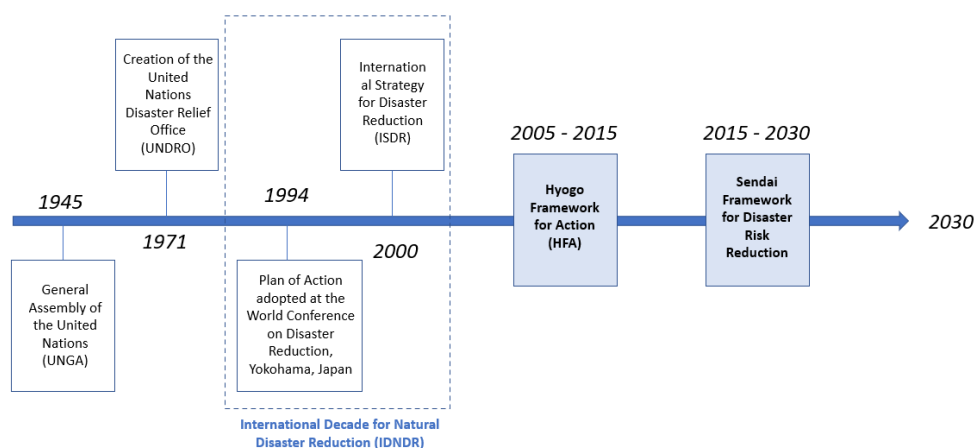 Creation of the
United
Nations
Disaster Relief
Office
(UNDRO)
Internation
al Strategy
for Disaster
Reduction
(ISDR)
2005 - 2015
2015 - 2030
1945
1994
Hyogo
Framework
for Action
(HFA)
Sendai
Framework
for Disaster
Risk
Reduction
1971
2000
2030
General
Assembly of
the United
Nations
(UNGA)
Plan of Action
adopted at the
World Conference
on Disaster
Reduction,
Yokohama, Japan
International Decade for Natural
Disaster Reduction (IDNDR)